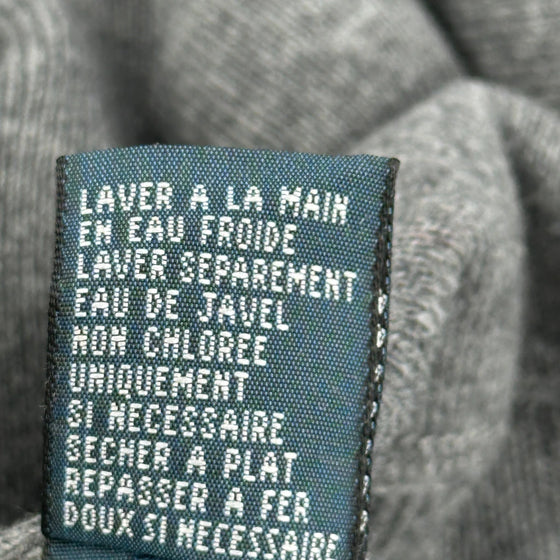 LAVER A LA MAIN
EN EAU FROIDE
LAVER SEPAREMENT
EAU DE JAVEL
NON CHLOREE
UNIQUEMENT
SI NECESSAIRE
SECHER A PLAT
REPASSER A FER
DOUX SI NECESSAIRE